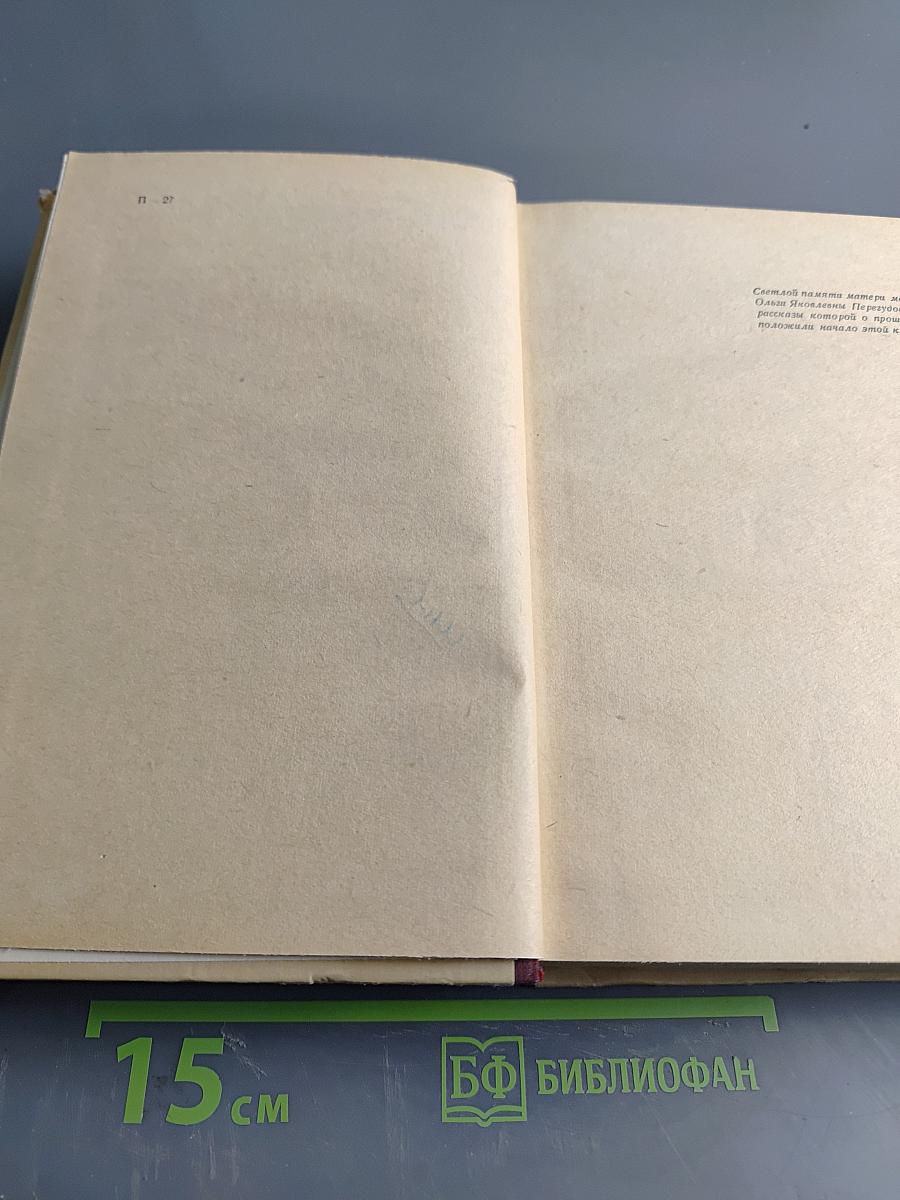 П — 27
Светлой памяти матери
Ольги Яковлевны
рассказы которой о
положили начало этой
15 см
БФ БИБЛИОФАН